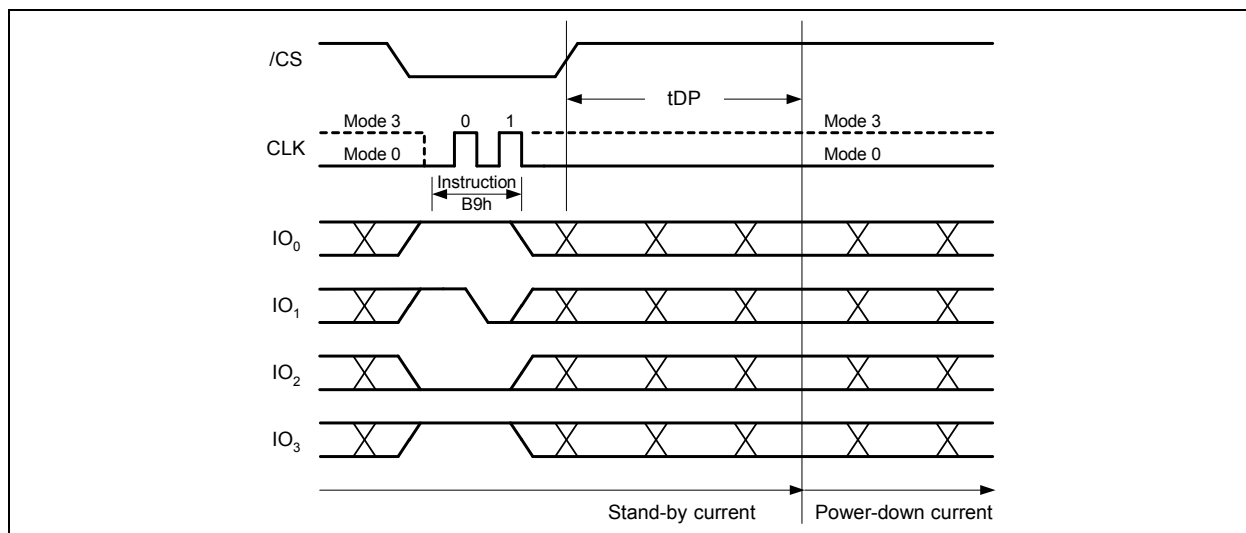 /CS
tDP
Mode 3 0 1 Mode 3
CLK
Mode 0 Mode 0
Instruction
B9h
IO0
IO1
IO2
IO3
Stand-by current Power-down current